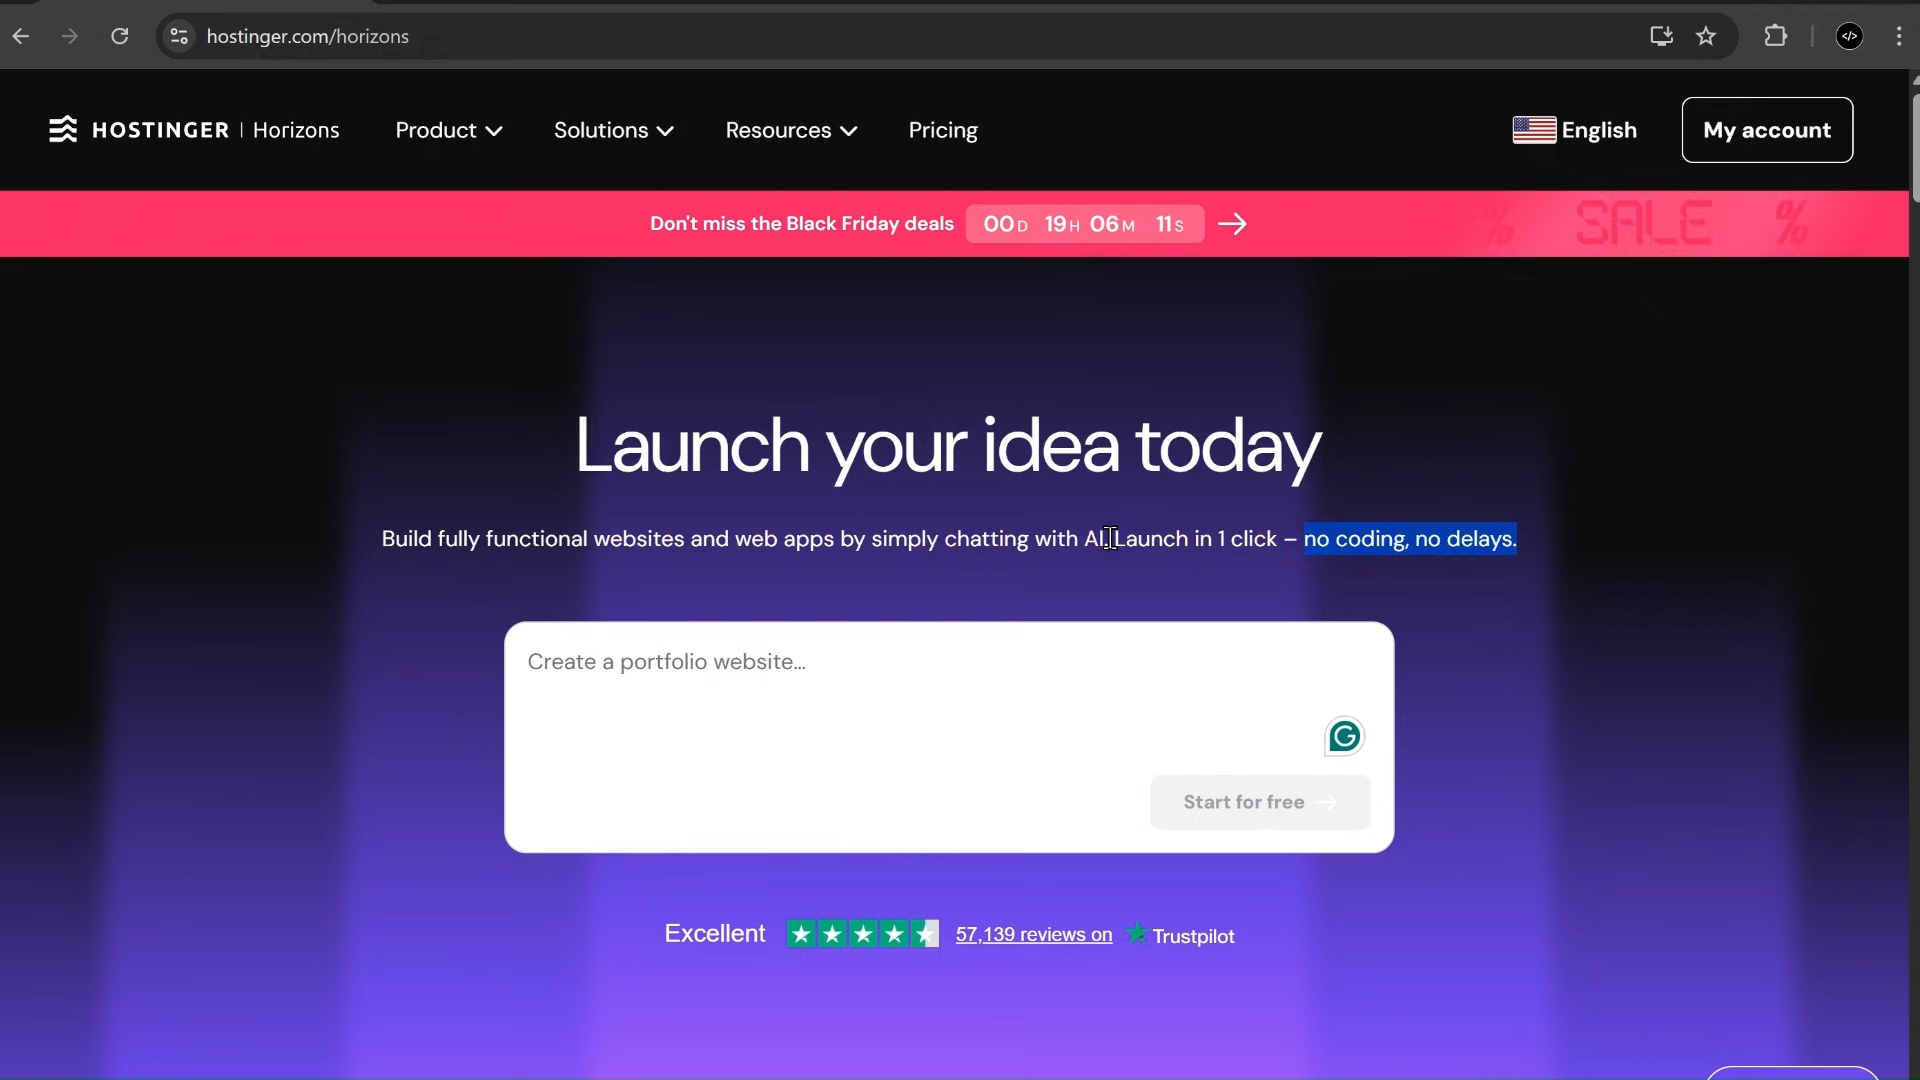 hostinger.com/horizons
HOSTINGER | Horizons
Product
Solutions
Resources
Pricing
English
My account
Don't miss the Black Friday deals
00D 19H 06M 11S
% SALE %
Launch your idea today
Build fully functional websites and web apps by simply chatting with AI. Launch in 1 click – no coding, no delays.
Create a portfolio website...
Start for free
Excellent
57,139 reviews on
Trustpilot